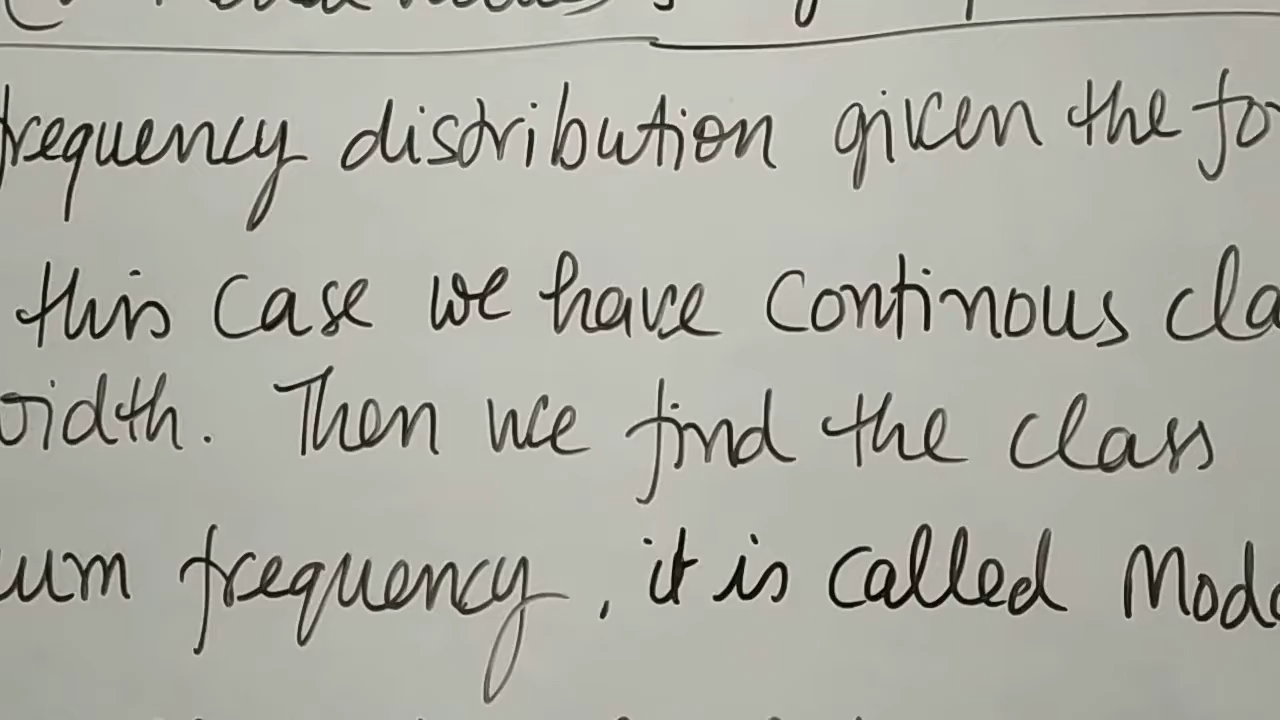 frequency distribution given the fo
this case we have continous cla
width. Then we find the class
um frequency, it is called Mod